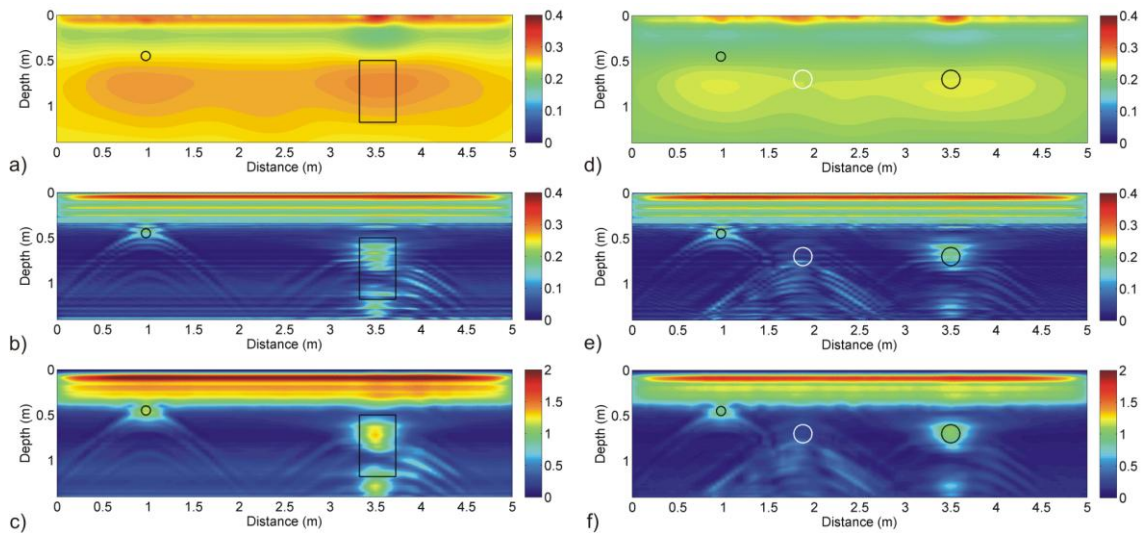 0 0.5 1 Depth (m) 0.4 0.3 0.2 0.1 0
0 0.5 1 1.5 2 2.5 3 3.5 4 4.5 5
a) Distance (m)
0 0.5 1 Depth (m) 0.4 0.3 0.2 0.1 0
0 0.5 1 1.5 2 2.5 3 3.5 4 4.5 5
d) Distance (m)
0 0.5 1 Depth (m) 0.4 0.3 0.2 0.1 0
0 0.5 1 1.5 2 2.5 3 3.5 4 4.5 5
b) Distance (m)
0 0.5 1 Depth (m) 0.4 0.3 0.2 0.1 0
0 0.5 1 1.5 2 2.5 3 3.5 4 4.5 5
e) Distance (m)
0 0.5 1 Depth (m) 2 1.5 1 0.5 0
0 0.5 1 1.5 2 2.5 3 3.5 4 4.5 5
c) Distance (m)
0 0.5 1 Depth (m) 2 1.5 1 0.5 0
0 0.5 1 1.5 2 2.5 3 3.5 4 4.5 5
f) Distance (m)